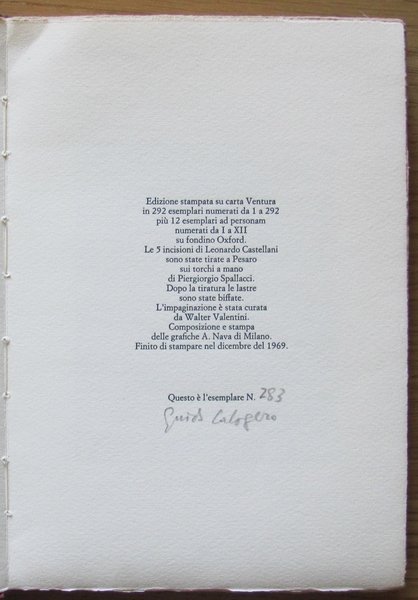 Edizione stampata su carta Ventura
in 292 esemplari numerati da 1 a 292
più 12 esemplari ad personam
numerati da I a XII
su fondino Oxford.
Le 5 incisioni di Leonardo Castellani
sono state tirate a Pesaro
sui torchi a mano
di Piergiorgio Spallacci.
Dopo la tiratura le lastre
sono state biffate.
L'impaginazione è stata curata
da Walter Valentini.
Composizione e stampa
delle grafiche A. Nava di Milano.
Finito di stampare nel dicembre del 1969.
Questo è l'esemplare N. 283
Guido Calogero